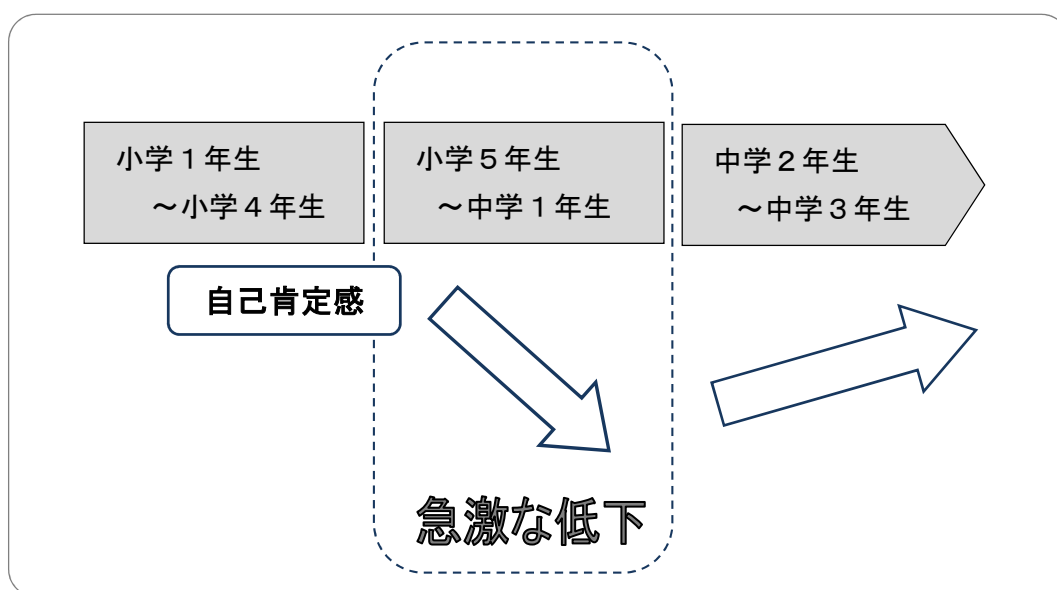 小学１年生
～小学４年生
小学５年生
～中学１年生
中学２年生
～中学３年生
自己肯定感
急激な低下